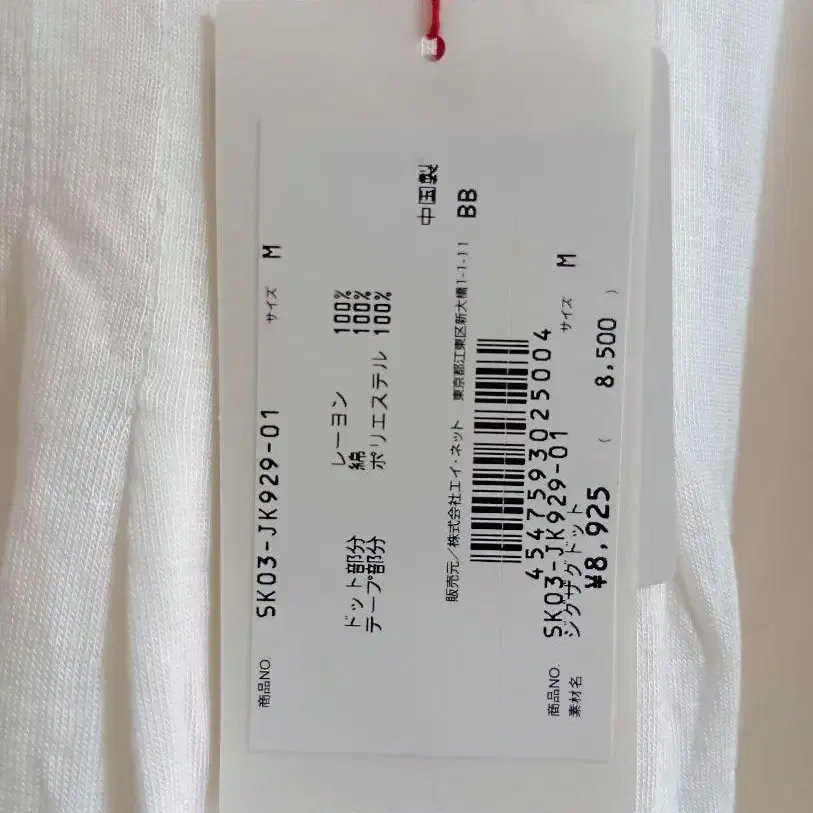 商品NO. SK03-JK929-01 サイズ M
レーヨン 100%
ドット部分 綿 100%
テープ部分 ポリエステル 100%
中国製
販売元／株式会社エイ・ネット 東京都江東区新大橋1-1-11 BB
4547593025004
商品NO. SK03-JK929-01 サイズ M
素材名 ジグザグドット
¥8,925 ( 8,500 )